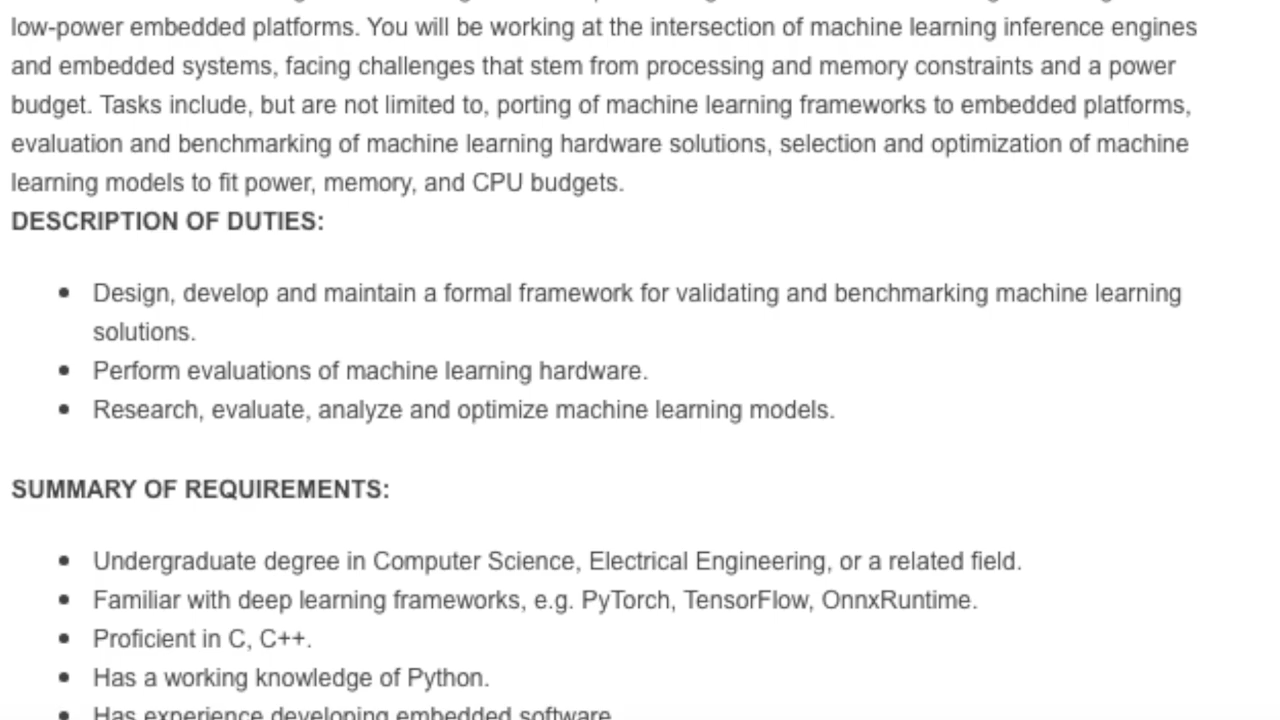 low-power embedded platforms. You will be working at the intersection of machine learning inference engines
and embedded systems, facing challenges that stem from processing and memory constraints and a power
budget. Tasks include, but are not limited to, porting of machine learning frameworks to embedded platforms,
evaluation and benchmarking of machine learning hardware solutions, selection and optimization of machine
learning models to fit power, memory, and CPU budgets.
DESCRIPTION OF DUTIES:
Design, develop and maintain a formal framework for validating and benchmarking machine learning
solutions.
Perform evaluations of machine learning hardware.
Research, evaluate, analyze and optimize machine learning models.
SUMMARY OF REQUIREMENTS:
Undergraduate degree in Computer Science, Electrical Engineering, or a related field.
Familiar with deep learning frameworks, e.g. PyTorch, TensorFlow, OnnxRuntime.
Proficient in C, C++.
Has a working knowledge of Python.
Has experience developing embedded software